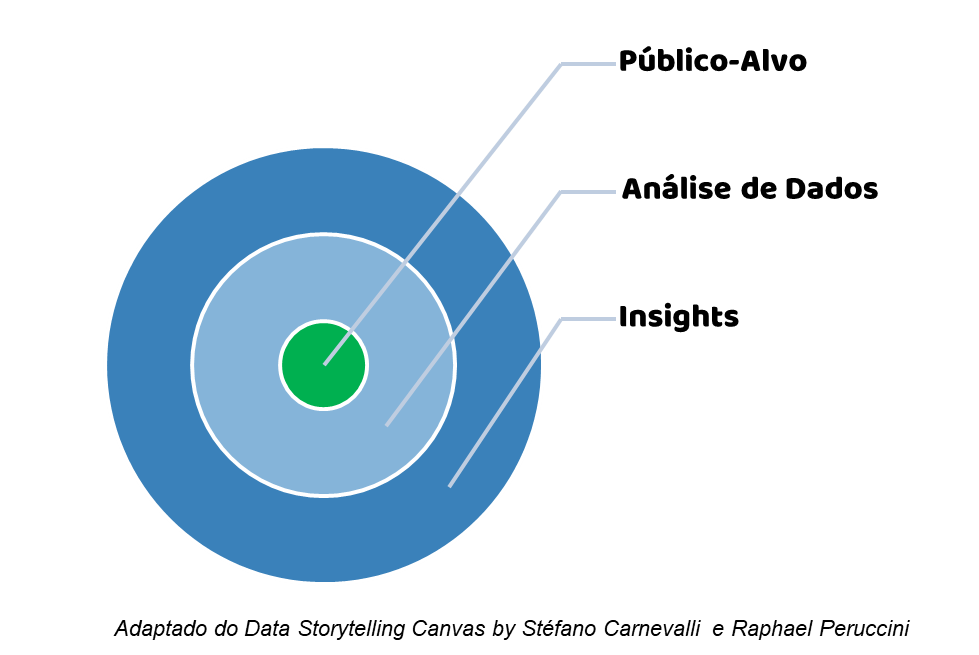 Público-Alvo
Análise de Dados
Insights
Adaptado do Data Storytelling Canvas by Stéfano Carnevalli e Raphael Peruccini